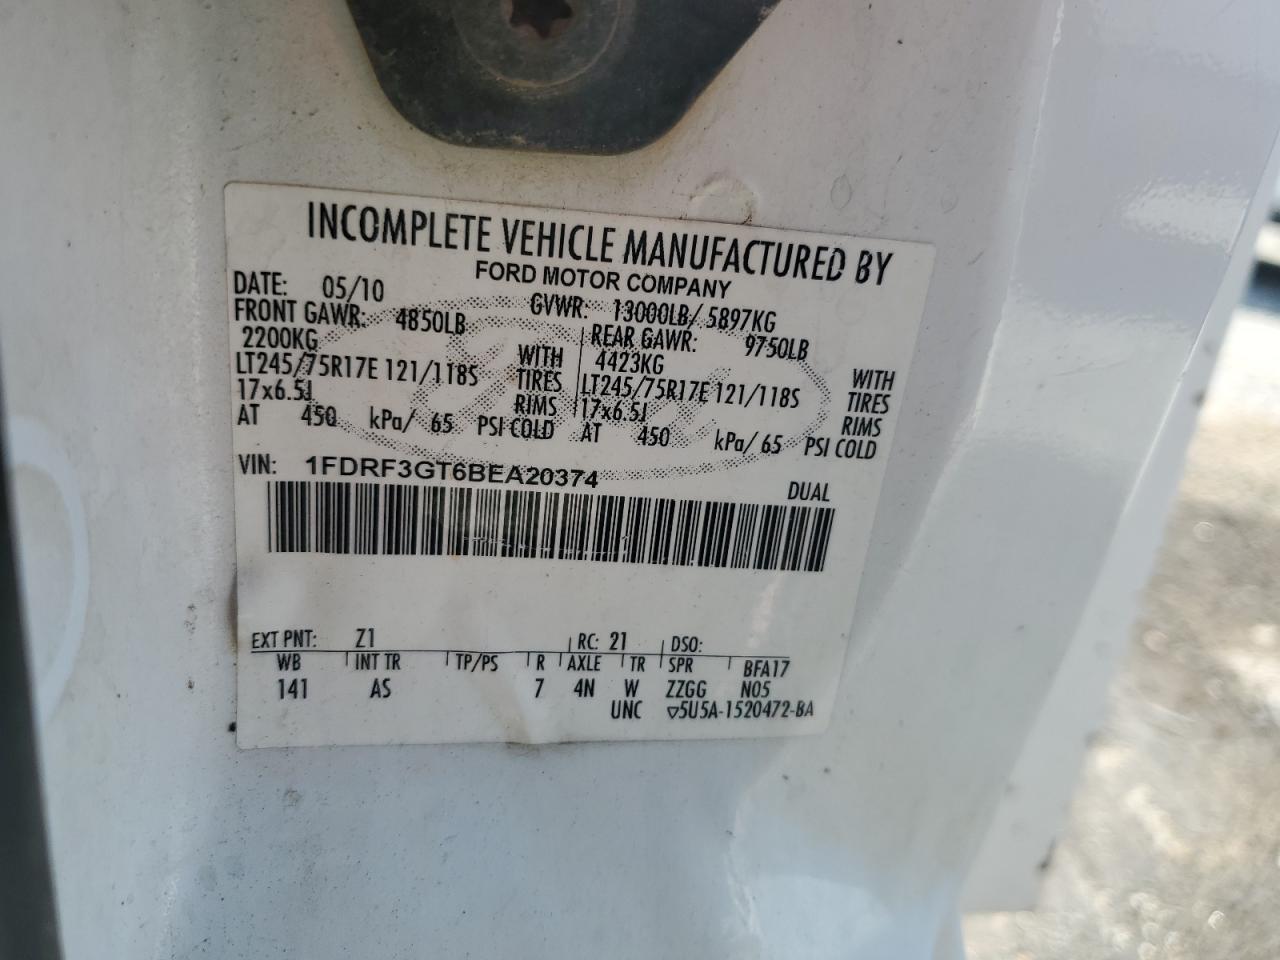 INCOMPLETE VEHICLE MANUFACTURED BY
FORD MOTOR COMPANY
DATE: 05/10 GVWR: 13000LB/ 5897KG
FRONT GAWR: 4850LB REAR GAWR: 9750LB
2200KG WITH 4423KG WITH
LT245/75R17E 121/118S TIRES LT245/75R17E 121/118S TIRES
17x6.5J RIMS 17x6.5J RIMS
AT 450 kPa/ 65 PSI COLD AT 450 kPa/ 65 PSI COLD
VIN: 1FDRF3GT6BEA20374 DUAL
EXT PNT: Z1 RC: 21 DSO:
WB INT TR TP/PS R AXLE TR SPR BFA17
141 AS 7 4N W ZZGG N05
UNC ▽5U5A-1520472-BA